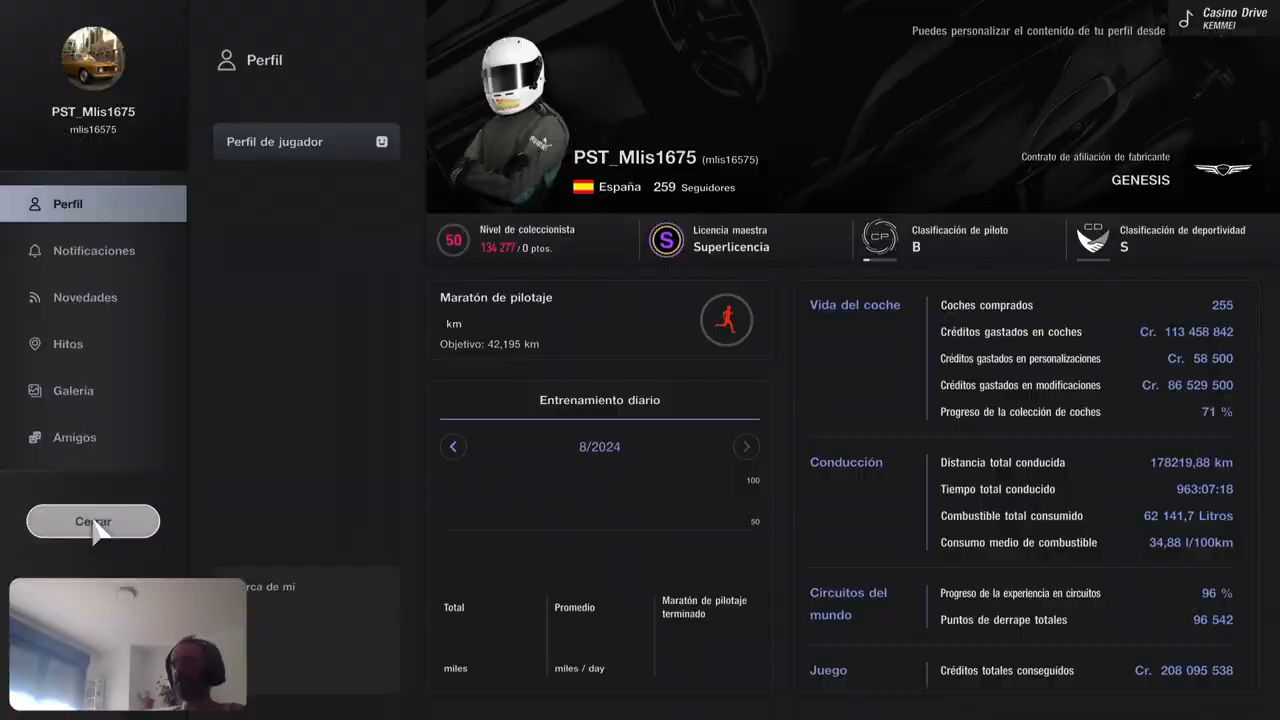 PST_Mlis1675
mlis16575
Perfil
Notificaciones
Novedades
Hitos
Galería
Amigos
Cerrar
Perfil
Perfil de jugador
rca de mi
Casino Drive
KEMMEI
Puedes personalizar el contenido de tu perfil desde
PST_Mlis1675 (mlis16575)
España 259 Seguidores
Contrato de afiliación de fabricante
GENESIS
50
Nivel de coleccionista
134 277 / 0 ptos.
S
Licencia maestra
Superlicencia
CP
Clasificación de piloto
B
CD
Clasificación de deportividad
S
Maratón de pilotaje
km
Objetivo: 42,195 km
Entrenamiento diario
8/2024
100
50
Total
miles
Promedio
miles / day
Maratón de pilotaje
terminado
Vida del coche
Coches comprados 255
Créditos gastados en coches Cr. 113 458 842
Créditos gastados en personalizaciones Cr. 58 500
Créditos gastados en modificaciones Cr. 86 529 500
Progreso de la colección de coches 71 %
Conducción
Distancia total conducida 178219,88 km
Tiempo total conducido 963:07:18
Combustible total consumido 62 141,7 Litros
Consumo medio de combustible 34,88 l/100km
Circuitos del
mundo
Progreso de la experiencia en circuitos 96 %
Puntos de derrape totales 96 542
Juego
Créditos totales conseguidos Cr. 208 095 538